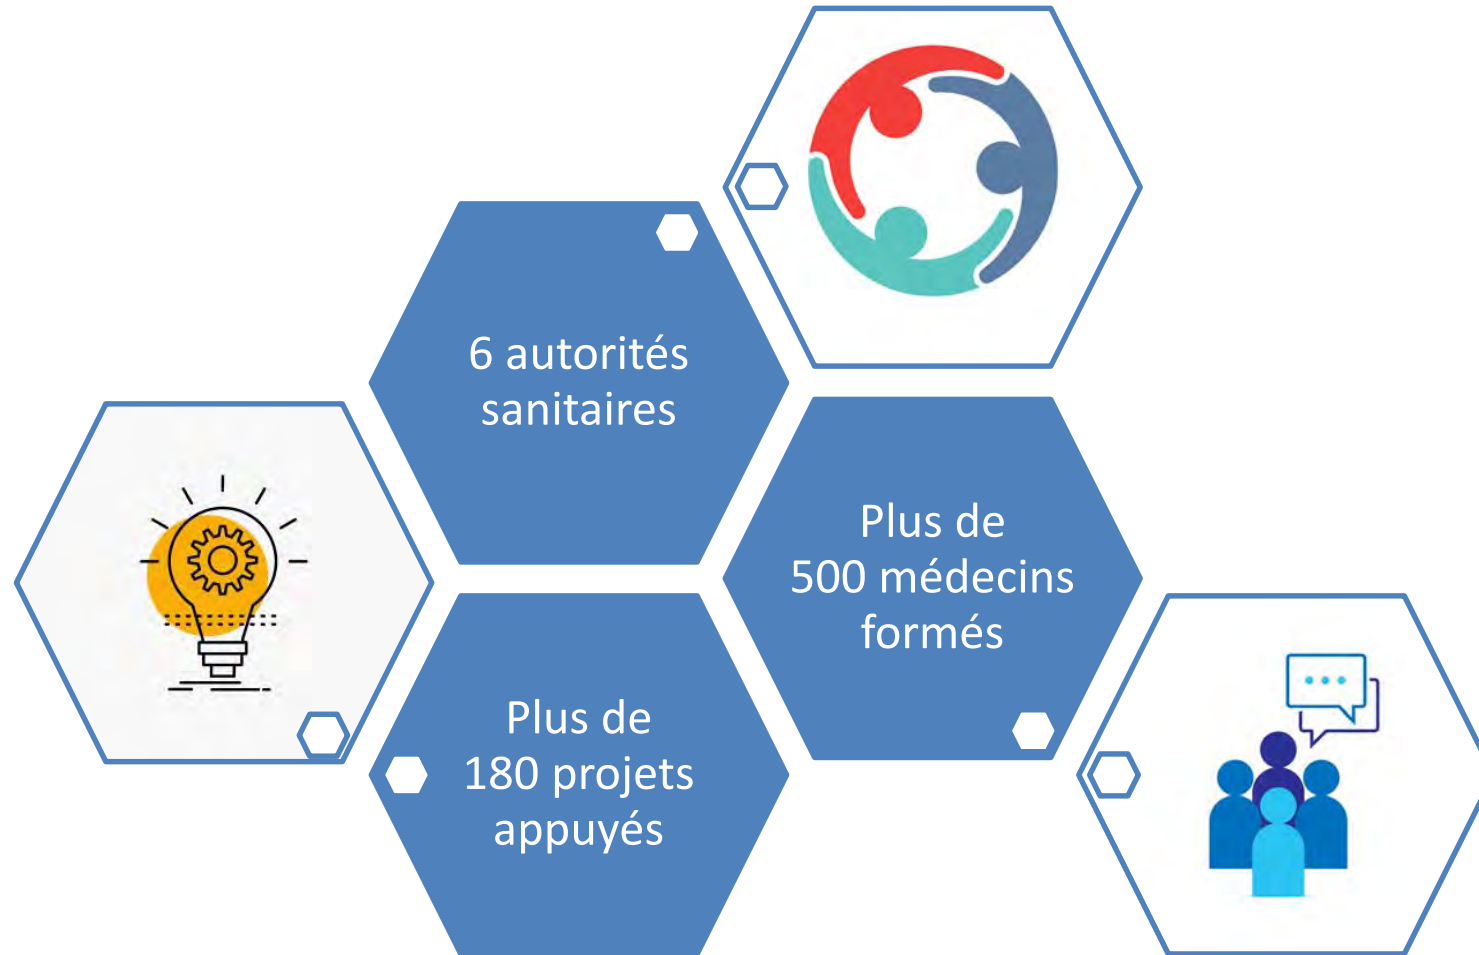 6 autorités
sanitaires
Plus de
500 médecins
formés
Plus de
180 projets
appuyés